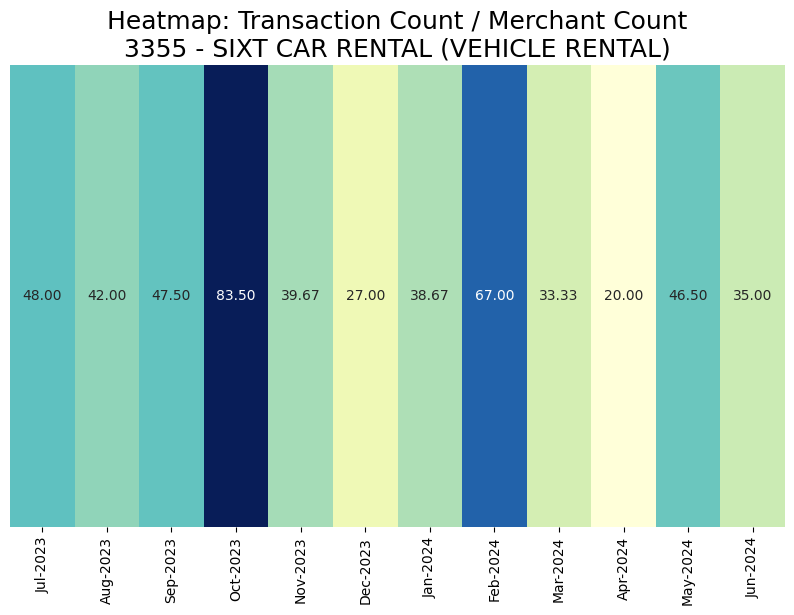 Heatmap: Transaction Count / Merchant Count
3355 - SIXT CAR RENTAL (VEHICLE RENTAL)
48.00 42.00 47.50 83.50 39.67 27.00 38.67 67.00 33.33 20.00 46.50 35.00
Jul-2023 Aug-2023 Sep-2023 Oct-2023 Nov-2023 Dec-2023 Jan-2024 Feb-2024 Mar-2024 Apr-2024 May-2024 Jun-2024